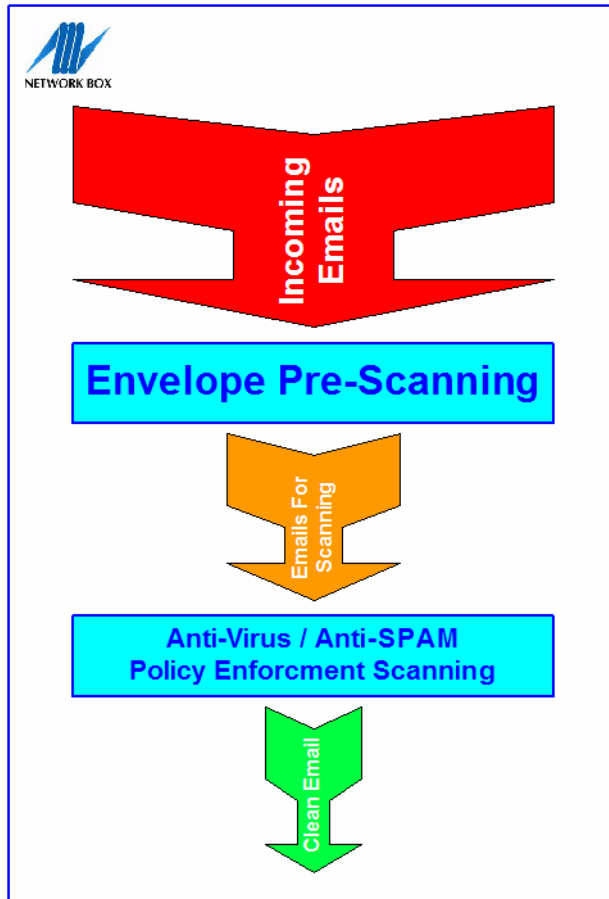 NETWORK BOX
Incoming
Emails
Envelope Pre-Scanning
Emails For
Scanning
Anti-Virus / Anti-SPAM
Policy Enforcment Scanning
Clean Email